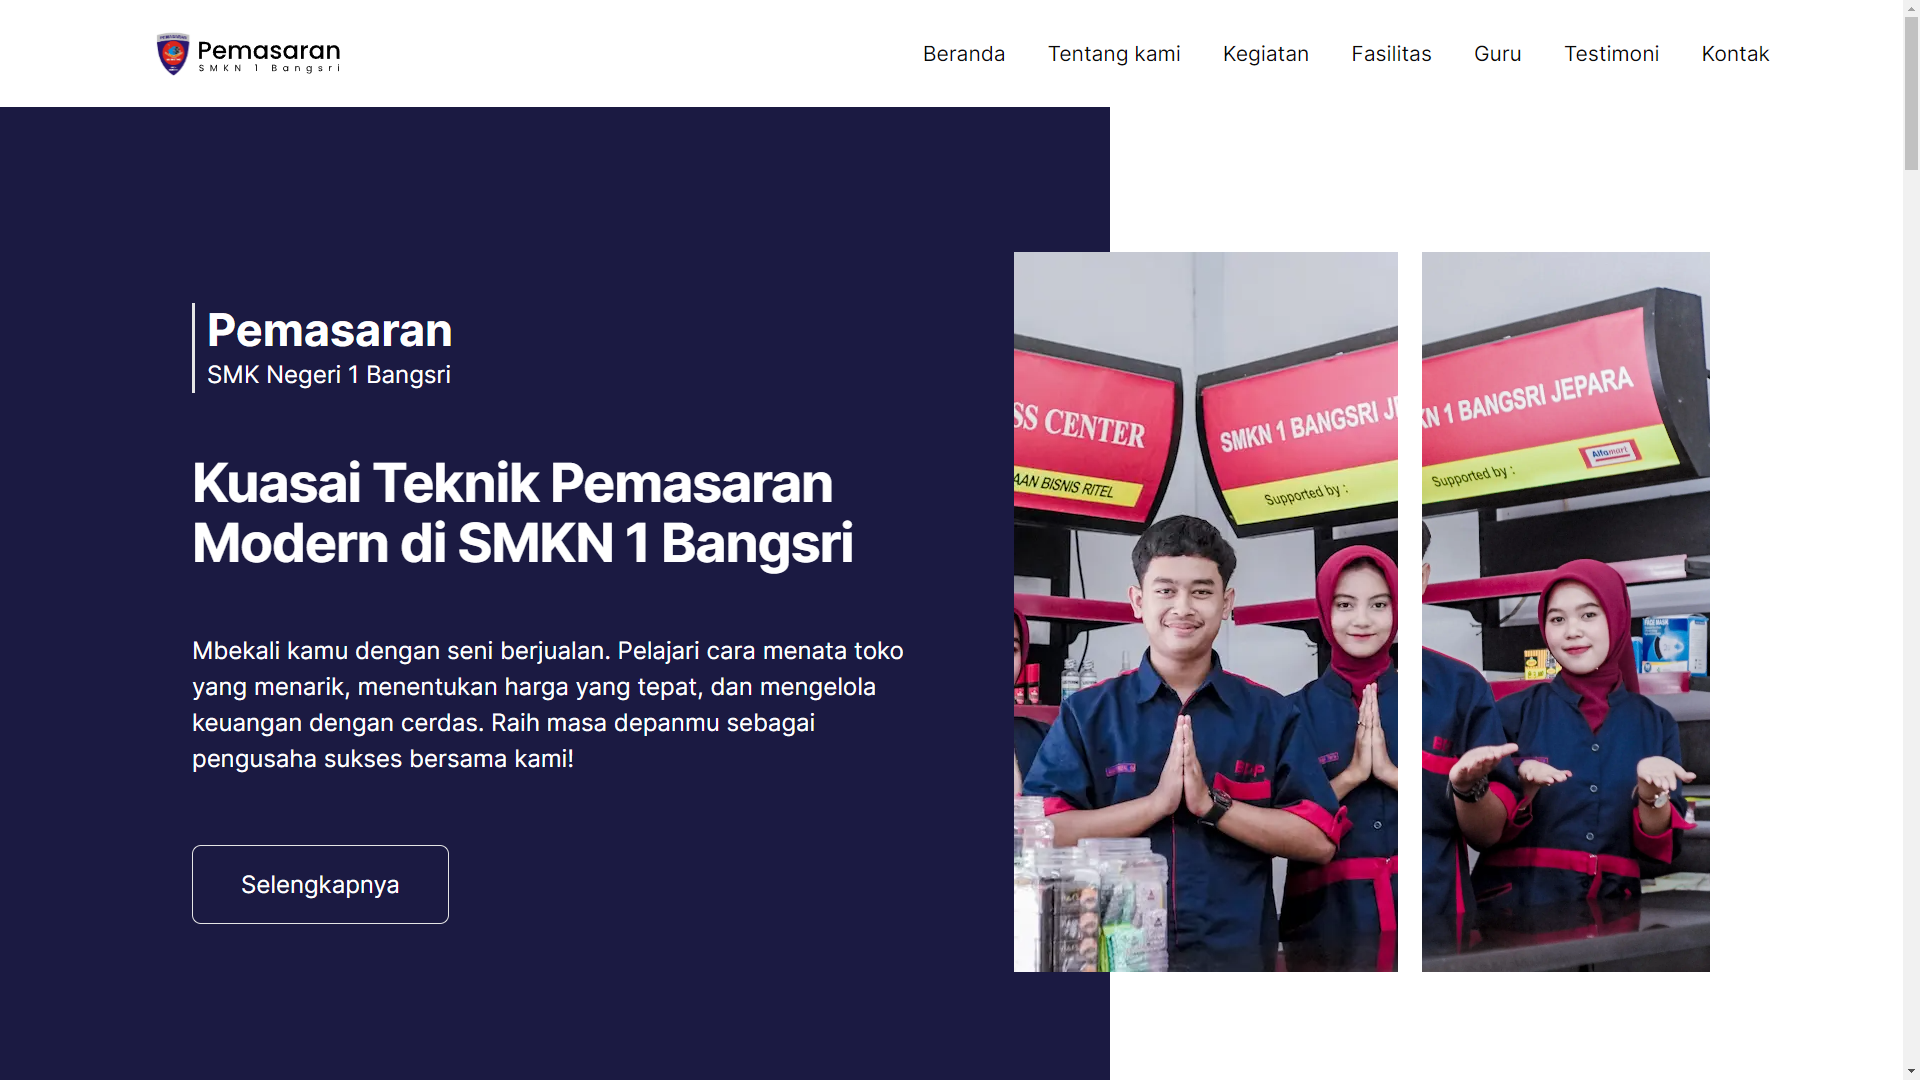 Pemasaran
SMKN 1 Bangsri
Beranda
Tentang kami
Kegiatan
Fasilitas
Guru
Testimoni
Kontak
Pemasaran
SMK Negeri 1 Bangsri
Kuasai Teknik Pemasaran
Modern di SMKN 1 Bangsri
Mbekali kamu dengan seni berjualan. Pelajari cara menata toko
yang menarik, menentukan harga yang tepat, dan mengelola
keuangan dengan cerdas. Raih masa depanmu sebagai
pengusaha sukses bersama kami!
Selengkapnya
SS CENTER
AAN BISNIS RITEL
SMKN 1 BANGSRI JE
Supported by :
KN 1 BANGSRI JEPARA
Supported by :
Alfamart
FACE MASK